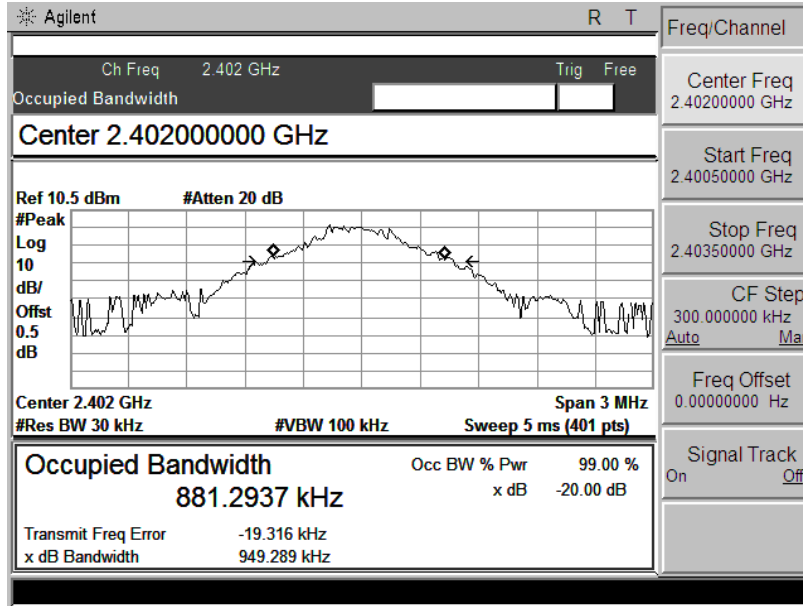 Agilent R T
Ch Freq 2.402 GHz Trig Free
Occupied Bandwidth
Center 2.402000000 GHz
Ref 10.5 dBm #Atten 20 dB
#Peak
Log
10
dB/
Offst
0.5
dB
Center 2.402 GHz Span 3 MHz
#Res BW 30 kHz #VBW 100 kHz Sweep 5 ms (401 pts)
Occupied Bandwidth Occ BW % Pwr 99.00 %
881.2937 kHz x dB -20.00 dB
Transmit Freq Error -19.316 kHz
x dB Bandwidth 949.289 kHz
Freq/Channel
Center Freq
2.40200000 GHz
Start Freq
2.40050000 GHz
Stop Freq
2.40350000 GHz
CF Step
300.000000 kHz
Auto Ma
Freq Offset
0.00000000 Hz
Signal Track
On Off